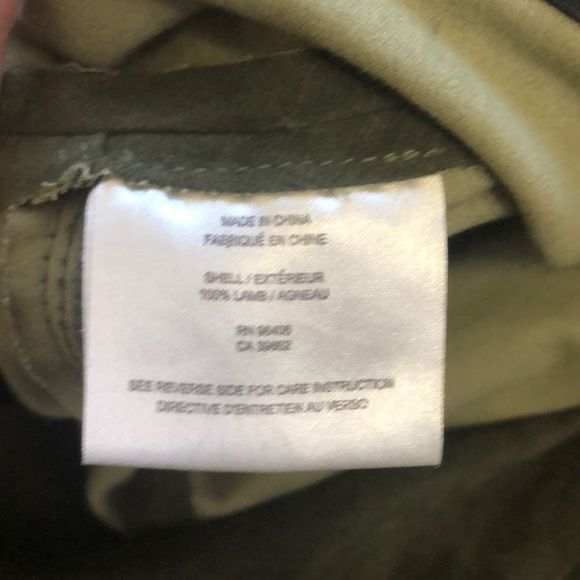 MADE IN CHINA
FABRIQUÉ EN CHINE
SHELL / EXTÉRIEUR
100% LAMB / AGNEAU
RN 96406
CA 39862
SEE REVERSE SIDE FOR CARE INSTRUCTION
DIRECTIVE D'ENTRETIEN AU VERSO